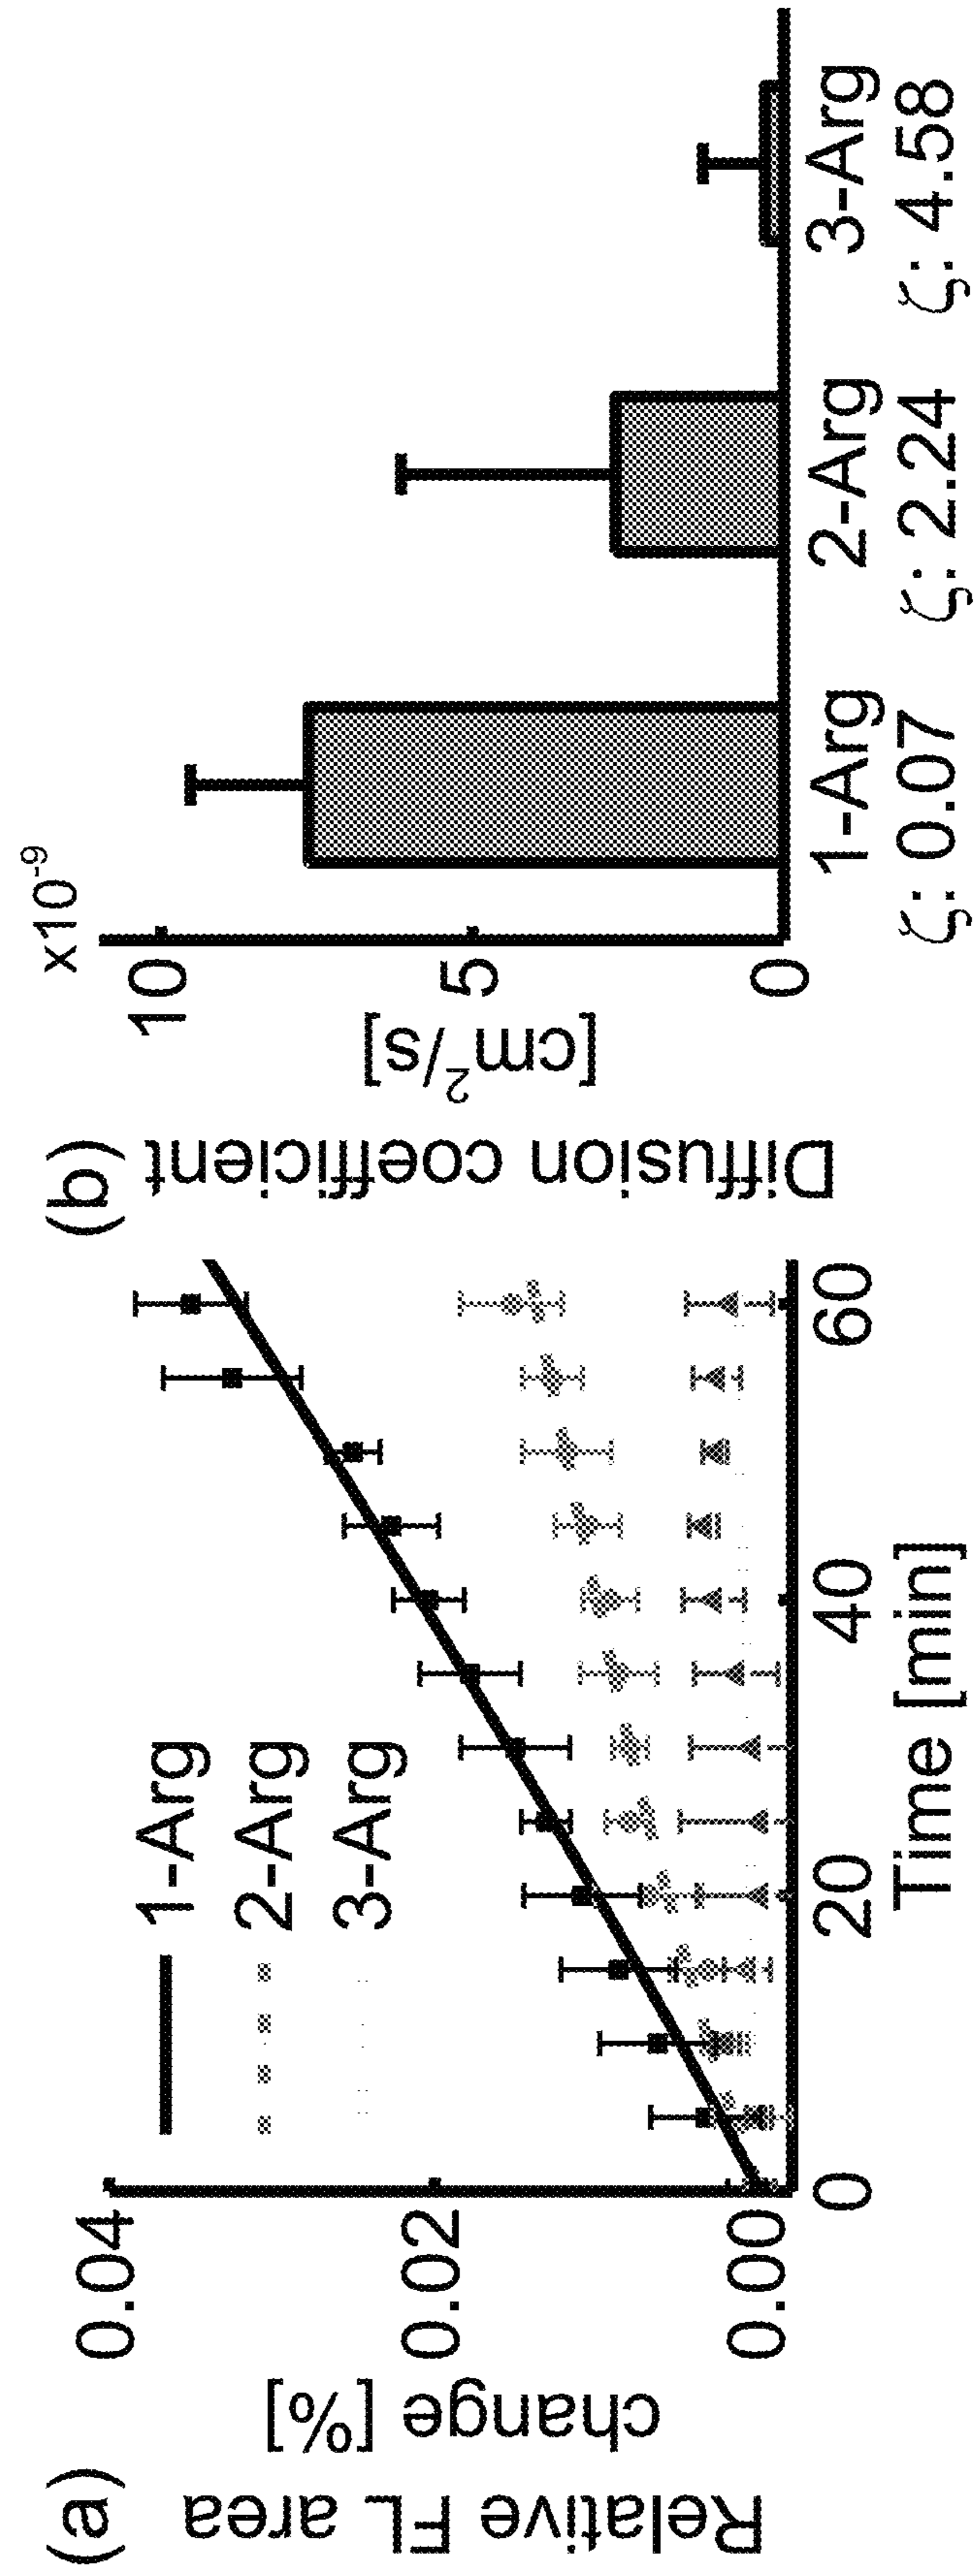 (a)
Relative FL area
change [%]
0.04
0.02
0.00
1-Arg
2-Arg
3-Arg
0 20 40 60
Time [min]
(b)
Diffusion coefficient
[cm²/s]
x10⁻⁹
10
5
0
1-Arg 2-Arg 3-Arg
ζ: 0.07 ζ: 2.24 ζ: 4.58